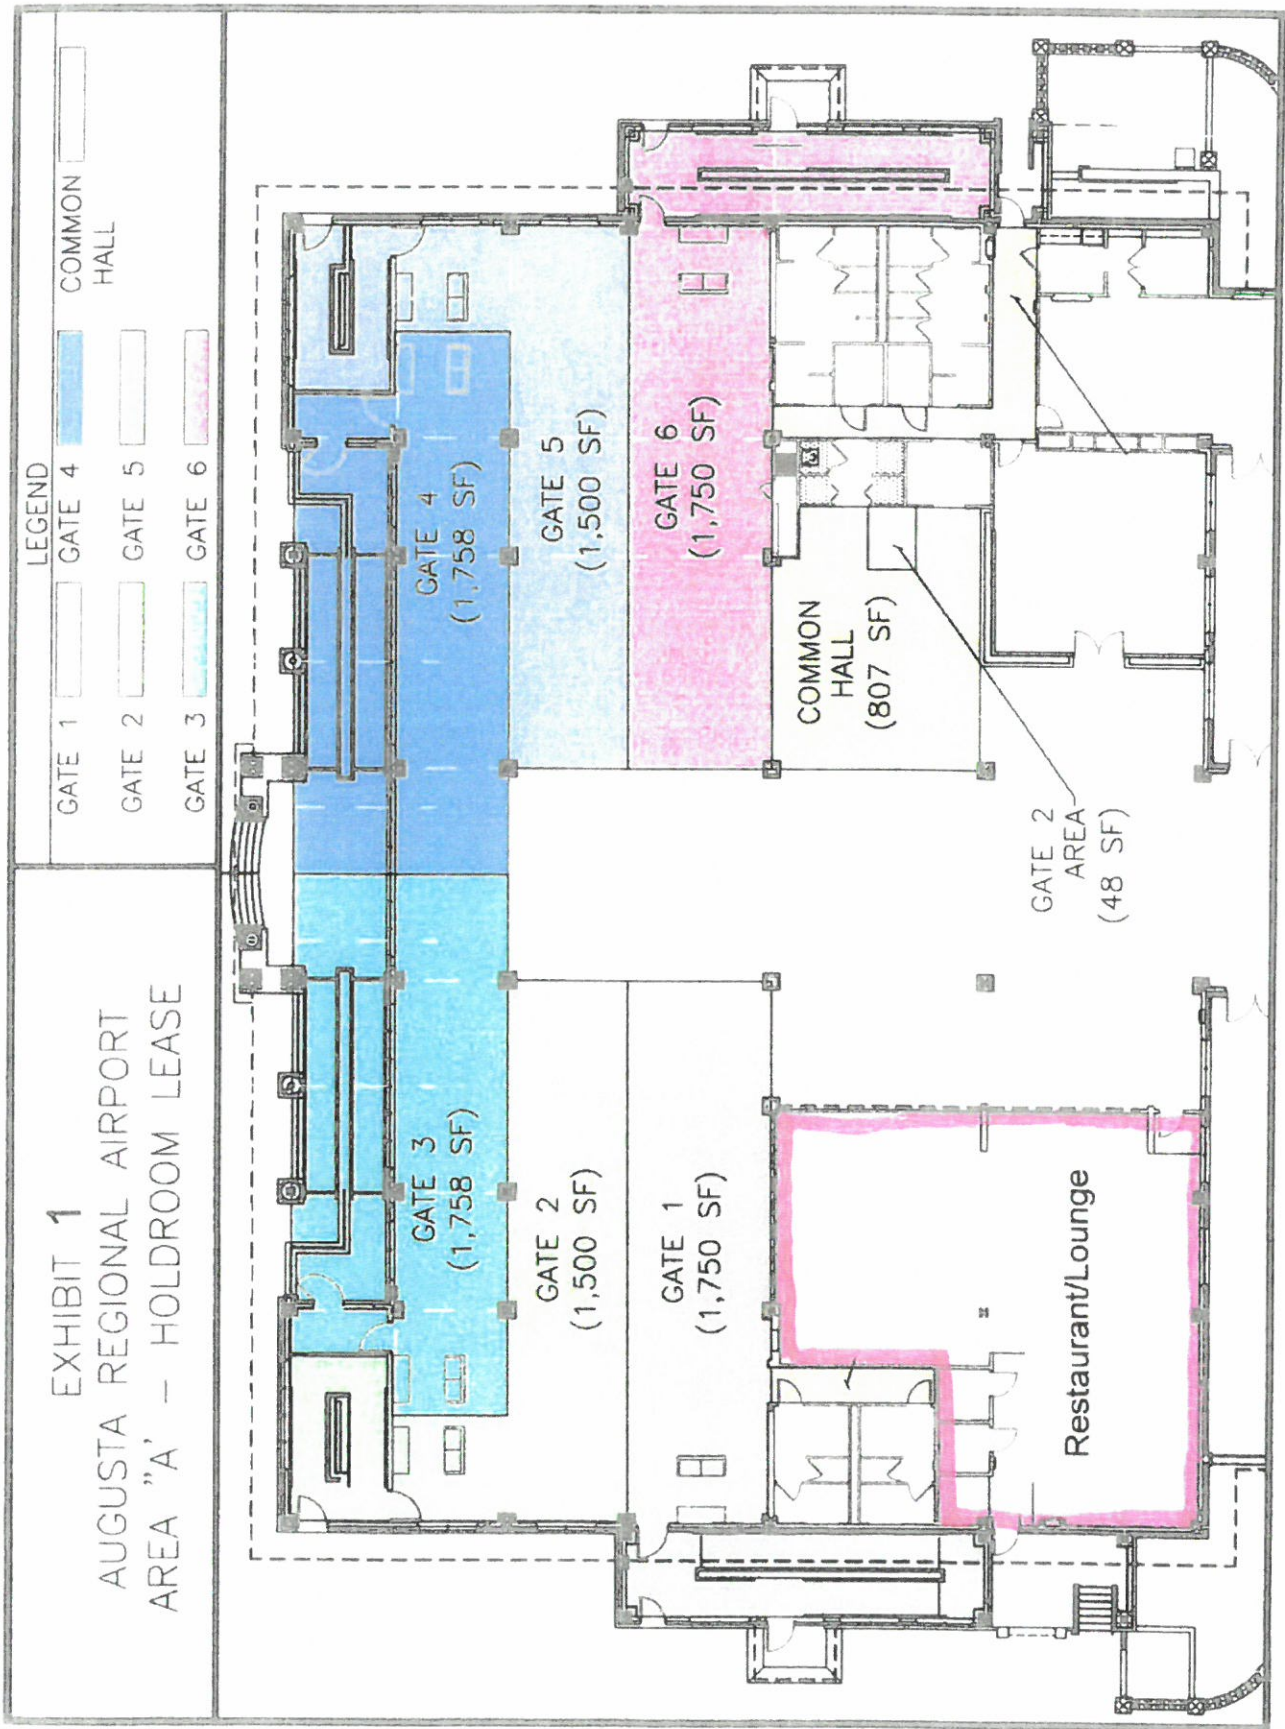 EXHIBIT 1
AUGUSTA REGIONAL AIRPORT
AREA "A' – HOLDROOM LEASE
LEGEND
GATE 1
GATE 4
COMMON
HALL
GATE 2
GATE 5
GATE 3
GATE 6
GATE 3
(1,758 SF)
GATE 4
(1,758 SF)
GATE 2
(1,500 SF)
GATE 5
(1,500 SF)
GATE 1
(1,750 SF)
GATE 6
(1,750 SF)
COMMON
HALL
(807 SF)
GATE 2
AREA
(48 SF)
Restaurant/Lounge